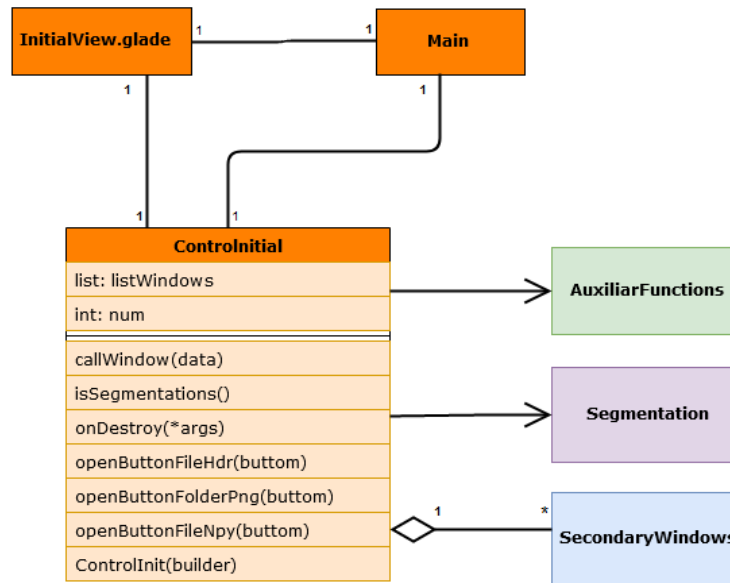 InitialView.glade
1
1
Main
1
1
1
1
ControlInitial
list: listWindows
int: num
callWindow(data)
isSegmentations()
onDestroy(*args)
openButtonFileHdr(buttom)
openButtonFolderPng(buttom)
openButtonFileNpy(buttom)
ControlInit(builder)
AuxiliarFunctions
Segmentation
1
*
SecondaryWindows